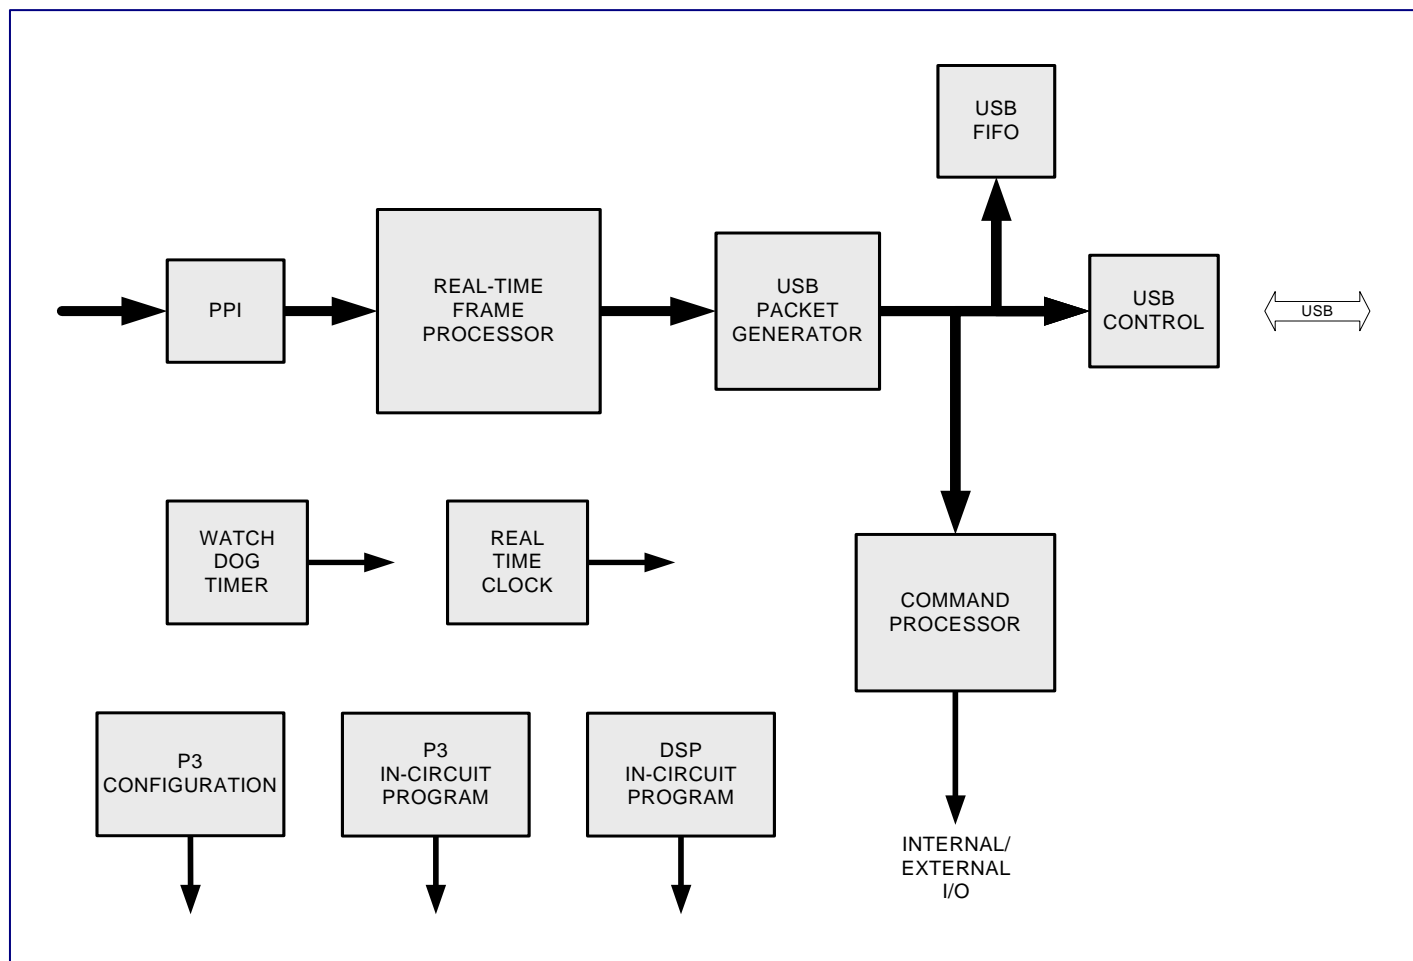 USB
FIFO
PPI
REAL-TIME
FRAME
PROCESSOR
USB
PACKET
GENERATOR
USB
CONTROL
USB
WATCH
DOG
TIMER
REAL
TIME
CLOCK
COMMAND
PROCESSOR
P3
CONFIGURATION
P3
IN-CIRCUIT
PROGRAM
DSP
IN-CIRCUIT
PROGRAM
INTERNAL/
EXTERNAL
I/O